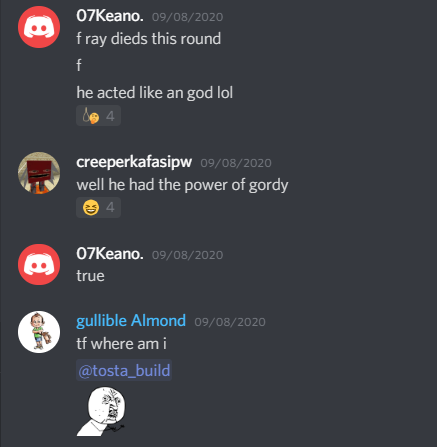 07Keano. 09/08/2020
f ray dieds this round
f
he acted like an god lol
4
creeperkafasipw 09/08/2020
well he had the power of gordy
4
07Keano. 09/08/2020
true
gullible Almond 09/08/2020
tf where am i
@tosta_build